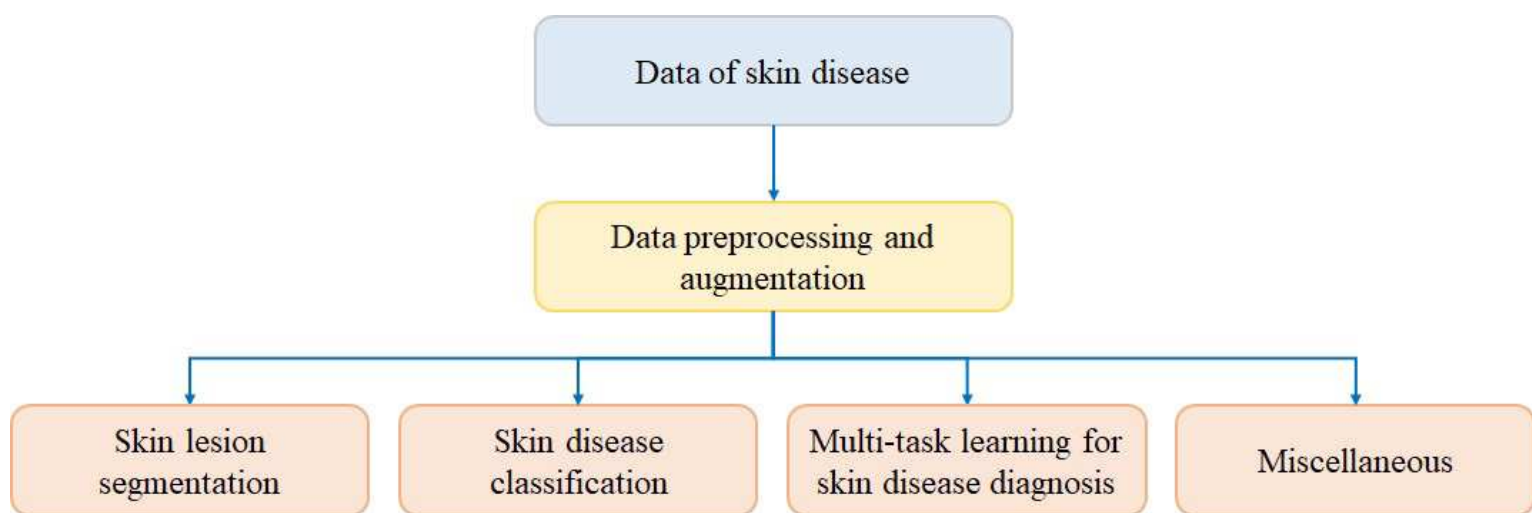 Data of skin disease
Data preprocessing and
augmentation
Skin lesion
segmentation
Skin disease
classification
Multi-task learning for
skin disease diagnosis
Miscellaneous